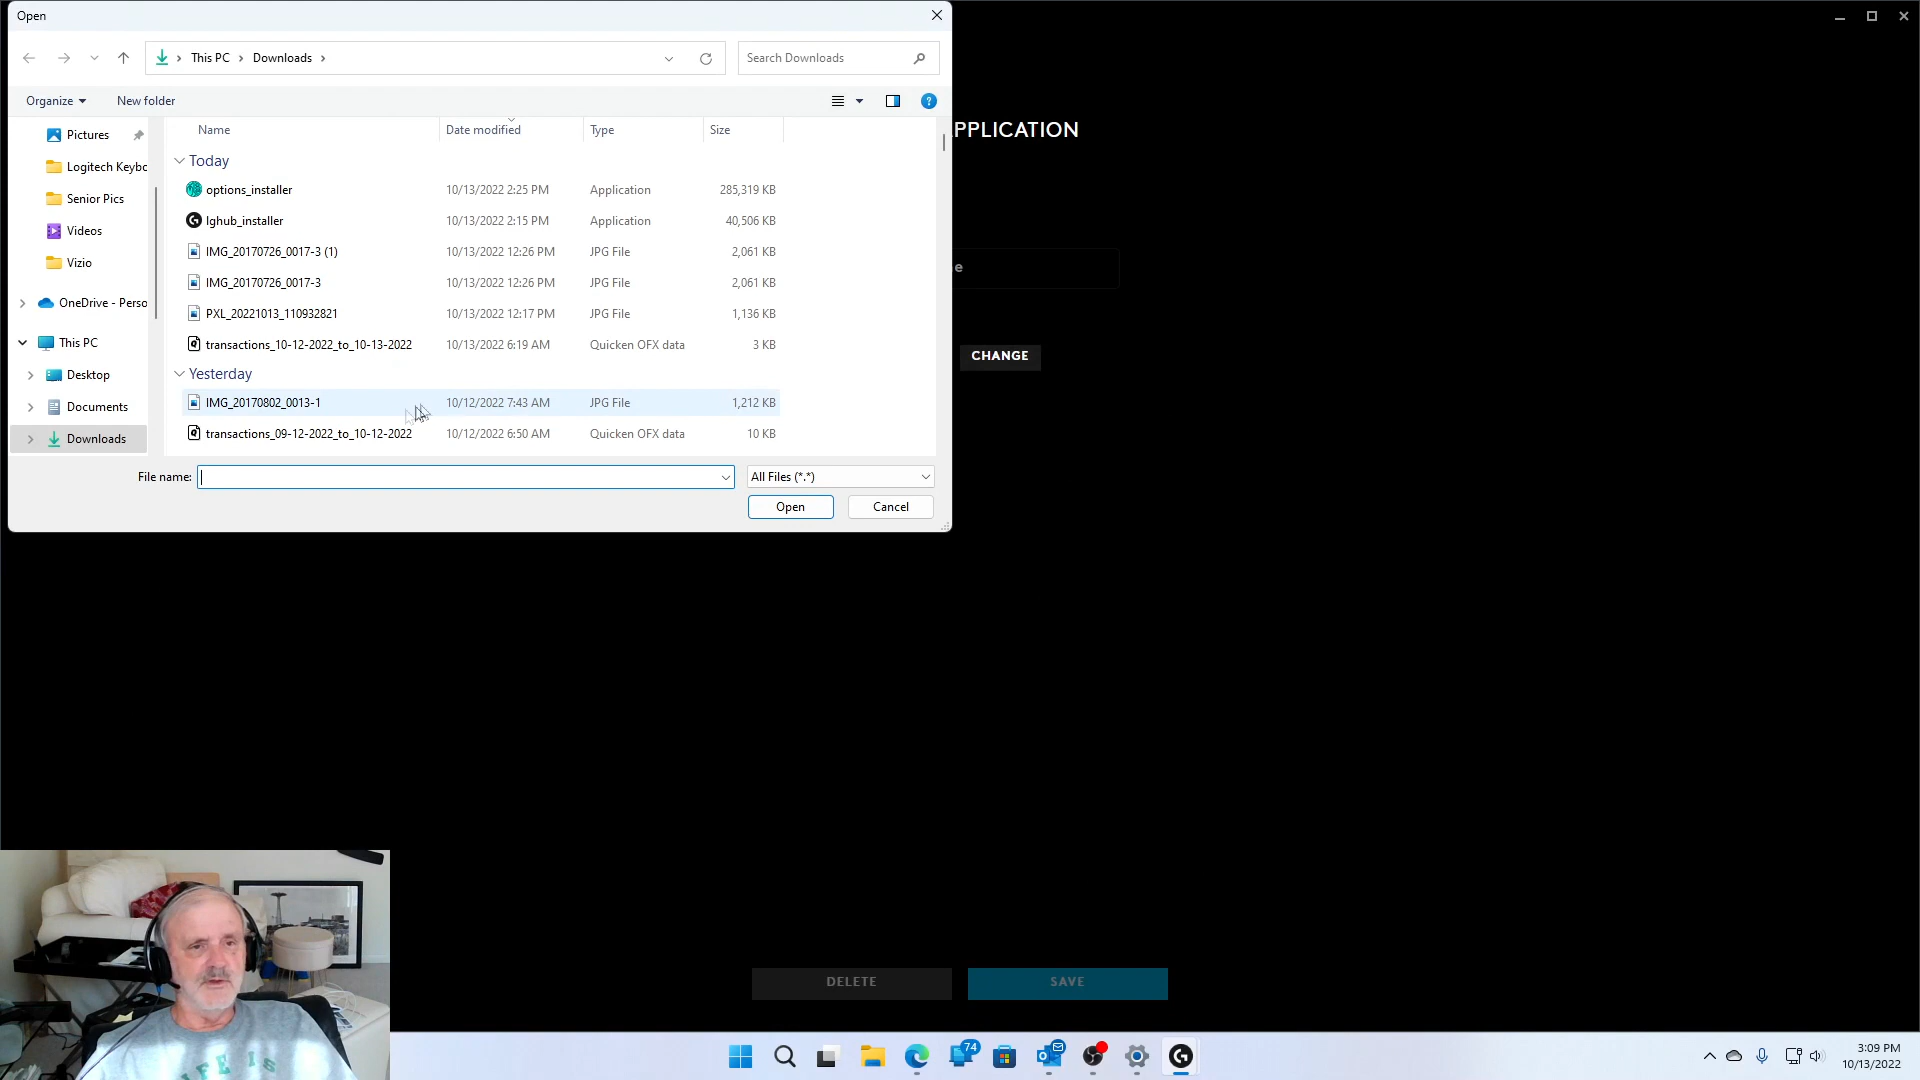 Open
This PC > Downloads >
Search Downloads
Organize
New folder
?
Name
Date modified
Type
Size
Pictures
Logitech Keybo
Senior Pics
Videos
Vizio
OneDrive - Perso
This PC
Desktop
Documents
Downloads
Today
options_installer 10/13/2022 2:25 PM Application 285,319 KB
lghub_installer 10/13/2022 2:15 PM Application 40,506 KB
IMG_20170726_0017-3 (1) 10/13/2022 12:26 PM JPG File 2,061 KB
IMG_20170726_0017-3 10/13/2022 12:26 PM JPG File 2,061 KB
PXL_20221013_110932821 10/13/2022 12:17 PM JPG File 1,136 KB
transactions_10-12-2022_to_10-13-2022 10/13/2022 6:19 AM Quicken OFX data 3 KB
Yesterday
IMG_20170802_0013-1 10/12/2022 7:43 AM JPG File 1,212 KB
transactions_09-12-2022_to_10-12-2022 10/12/2022 6:50 AM Quicken OFX data 10 KB
File name:
All Files (*.*)
Open
Cancel
PPLICATION
e
CHANGE
DELETE
SAVE
LIFE IS
74
3:09 PM
10/13/2022